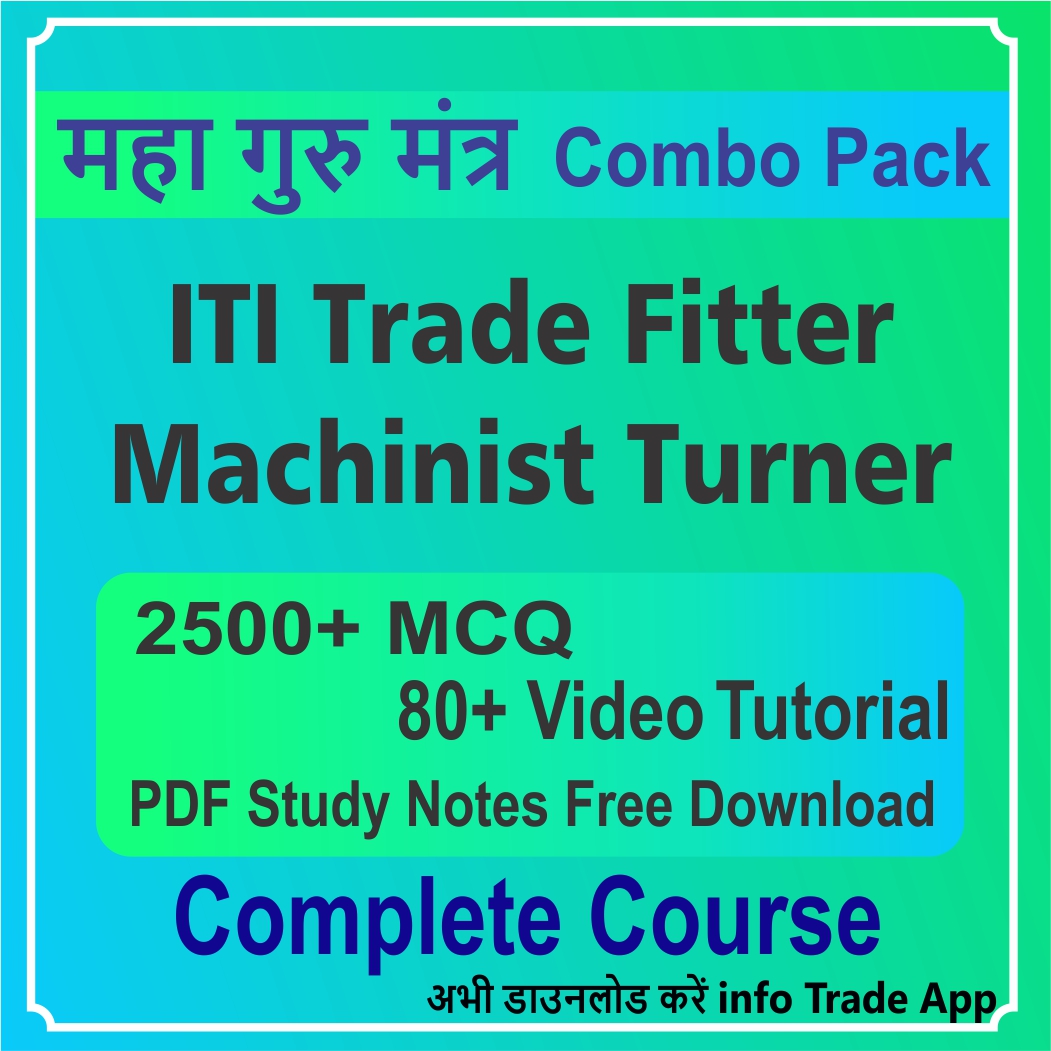 महा गुरु मंत्र Combo Pack
ITI Trade Fitter
Machinist Turner
2500+ MCQ
80+ Video Tutorial
PDF Study Notes Free Download
Complete Course
अभी डाउनलोड करें info Trade App